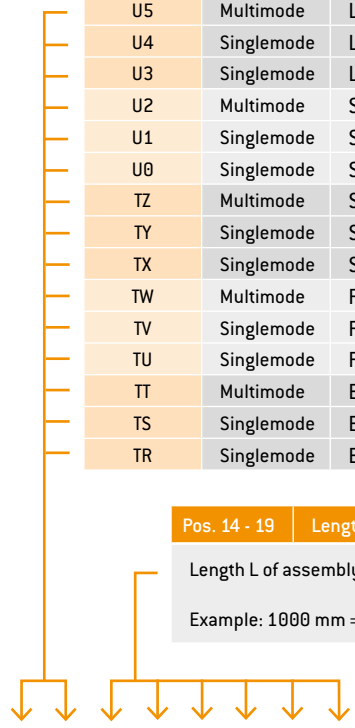 U5 Multimode
U4 Singlemode
U3 Singlemode
U2 Multimode
U1 Singlemode
U0 Singlemode
TZ Multimode
TY Singlemode
TX Singlemode
TW Multimode
TV Singlemode
TU Singlemode
TT Multimode
TS Singlemode
TR Singlemode
Pos. 14 - 19
Length L of assembly
Example: 1000 mm =